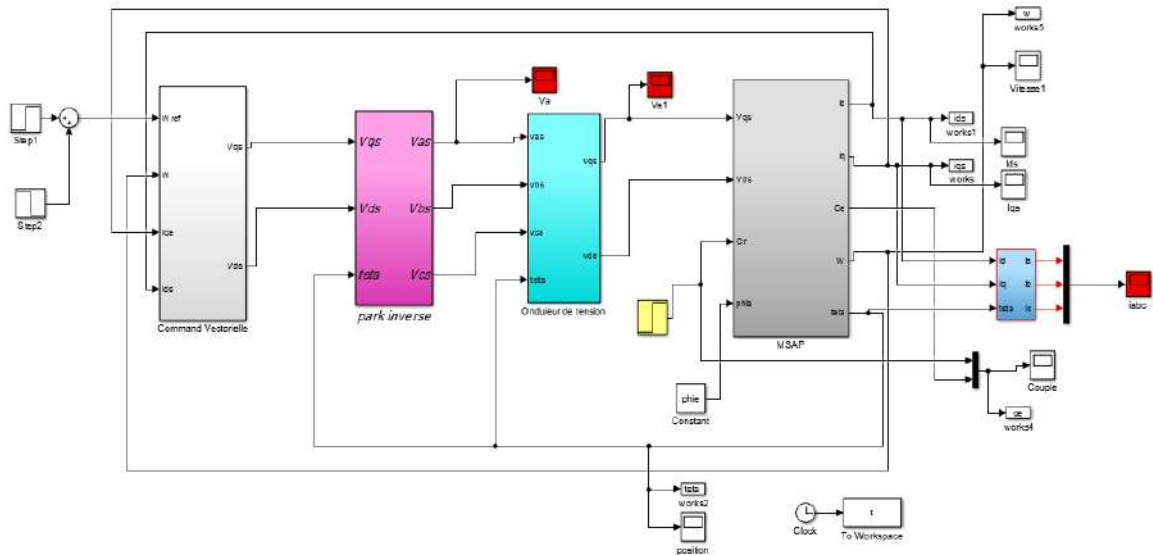 w
works5
Vitesse1
Step1
Step2
W ref
W
Iqs
ids
Vqs
Vds
Command Vectorielle
Vqs
Vds
teta
Vas
Vbs
Vcs
park inverse
Va
vas
vbs
vcs
teta
vqs
vds
Onduleur de tension
Va1
Vqs
Vds
Cr
phie
iq
Ce
W
teta
MSAP
phie
Constant
ids
works1
Ids
iqs
works
Iqs
id
iq
teta
ia
ib
ic
iabc
Couple
ce
works4
teta
works2
position
Clock
t
To Workspace